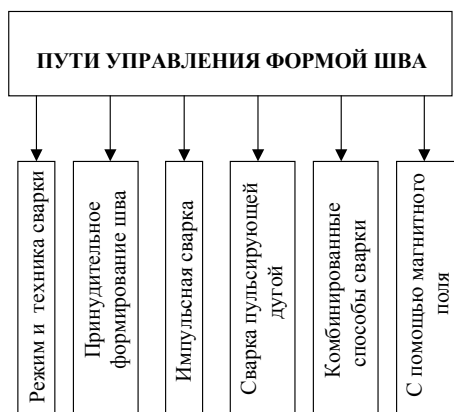 ПУТИ УПРАВЛЕНИЯ ФОРМОЙ ШВА
Режим и техника сварки
Принудительное
формирование шва
Импульсная сварка
Сварка пульсирующей
дугой
Комбинированные
способы сварки
С помощью магнитного
поля